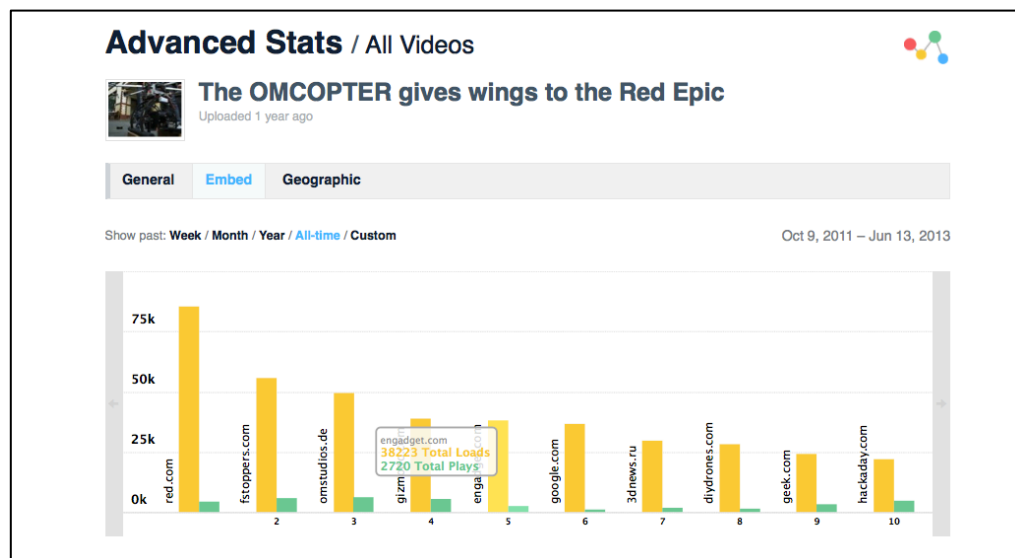 Advanced Stats / All Videos
The OMCOPTER gives wings to the Red Epic
Uploaded 1 year ago
General Embed Geographic
Show past: Week / Month / Year / All-time / Custom
Oct 9, 2011 – Jun 13, 2013
75k
50k
25k
0k
red.com
fstoppers.com
omstudios.de
engadget.com
38223 Total Loads
2720 Total Plays
google.com
3dnews.ru
diydrones.com
geek.com
hackaday.com
2 3 4 5 6 7 8 9 10